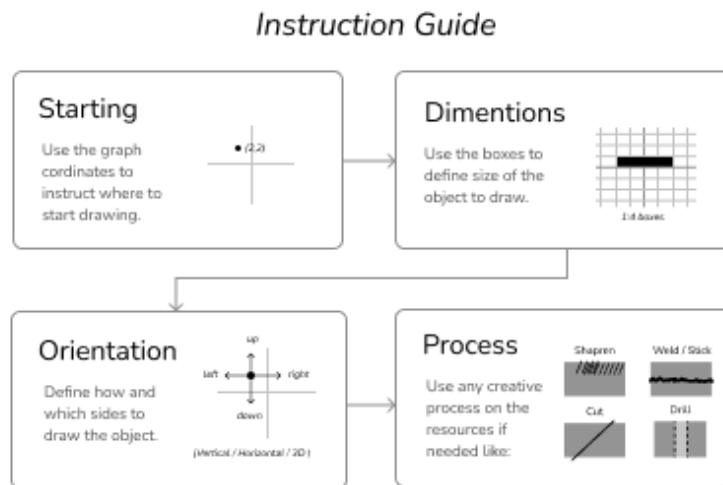 Instruction Guide
Starting
Use the graph
cordinates to
instruct where to
start drawing.
(2,2)
Dimentions
Use the boxes to
define size of the
object to draw.
1:4 boxes
Orientation
Define how and
which sides to
draw the object.
up
left
right
down
(Vertical / Horizontal / 3D )
Process
Use any creative
process on the
resources if
needed like:
Shapren
Weld / Stick
Cut
Drill